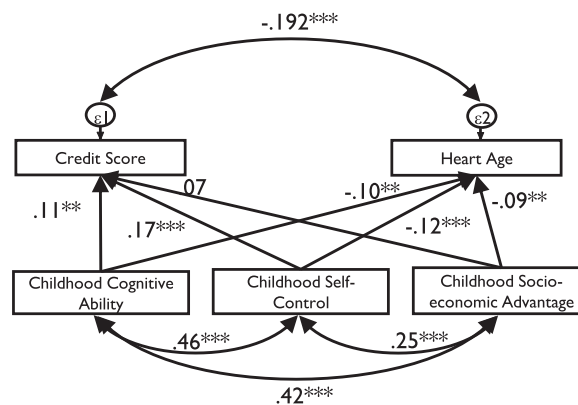 -.192***
ε1
ε2
Credit Score
Heart Age
.11**
.17***
.07
-.10**
-.12***
-.09**
Childhood Cognitive
Ability
Childhood Self-
Control
Childhood Socio-
economic Advantage
.46***
.25***
.42***